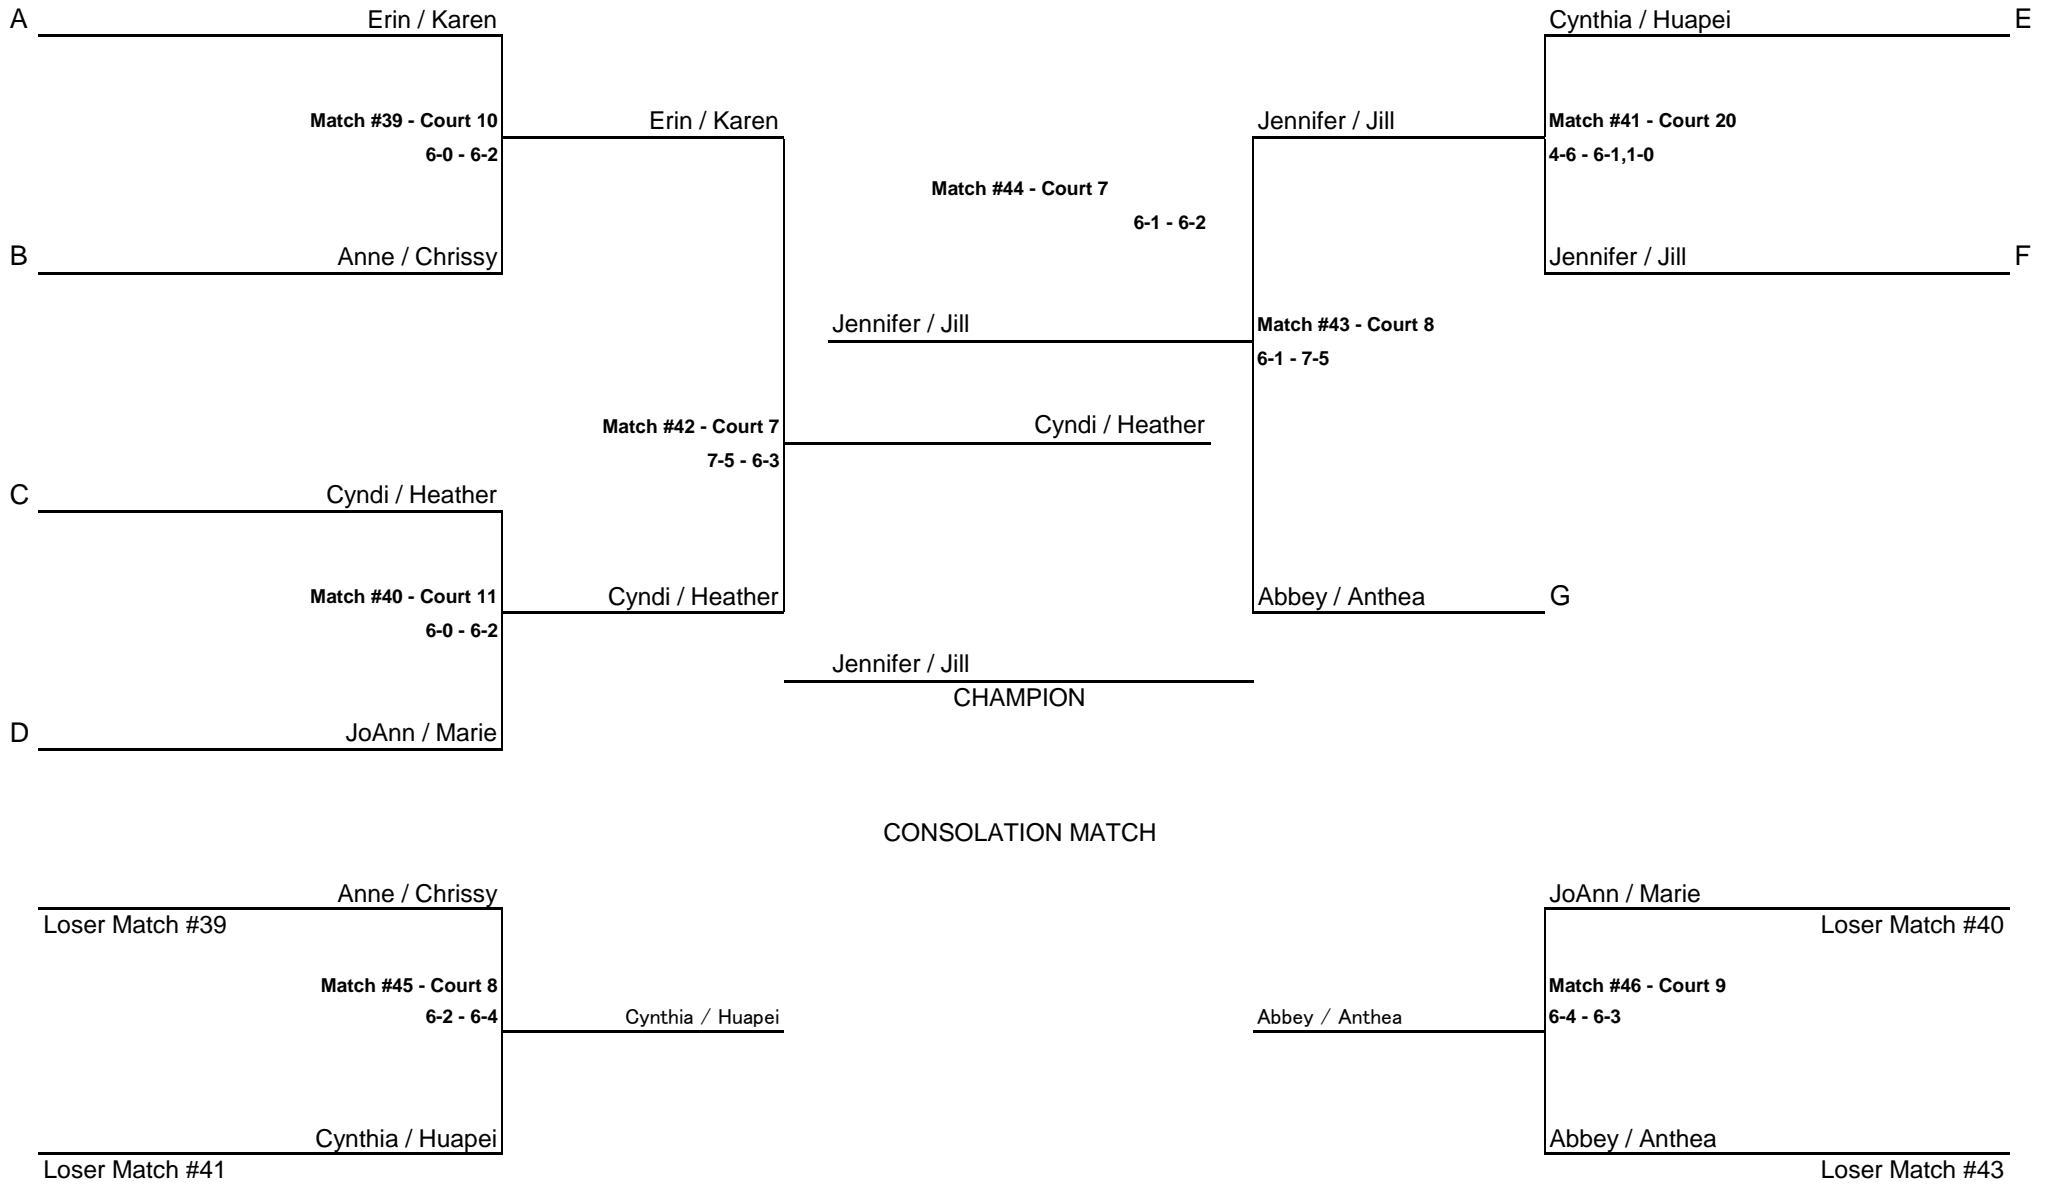 A
Erin / Karen
Cynthia / Huapei
E
Match #39 - Court 10
Erin / Karen
Jennifer / Jill
Match #41 - Court 20
6-0 - 6-2
4-6 - 6-1,1-0
Match #44 - Court 7
6-1 - 6-2
B
Anne / Chrissy
Jennifer / Jill
F
Jennifer / Jill
Match #43 - Court 8
6-1 - 7-5
Match #42 - Court 7
Cyndi / Heather
7-5 - 6-3
C
Cyndi / Heather
Match #40 - Court 11
Cyndi / Heather
Abbey / Anthea
G
6-0 - 6-2
Jennifer / Jill
CHAMPION
D
JoAnn / Marie
CONSOLATION MATCH
Anne / Chrissy
JoAnn / Marie
Loser Match #39
Loser Match #40
Match #45 - Court 8
Match #46 - Court 9
6-2 - 6-4
Cynthia / Huapei
Abbey / Anthea
6-4 - 6-3
Cynthia / Huapei
Abbey / Anthea
Loser Match #41
Loser Match #43